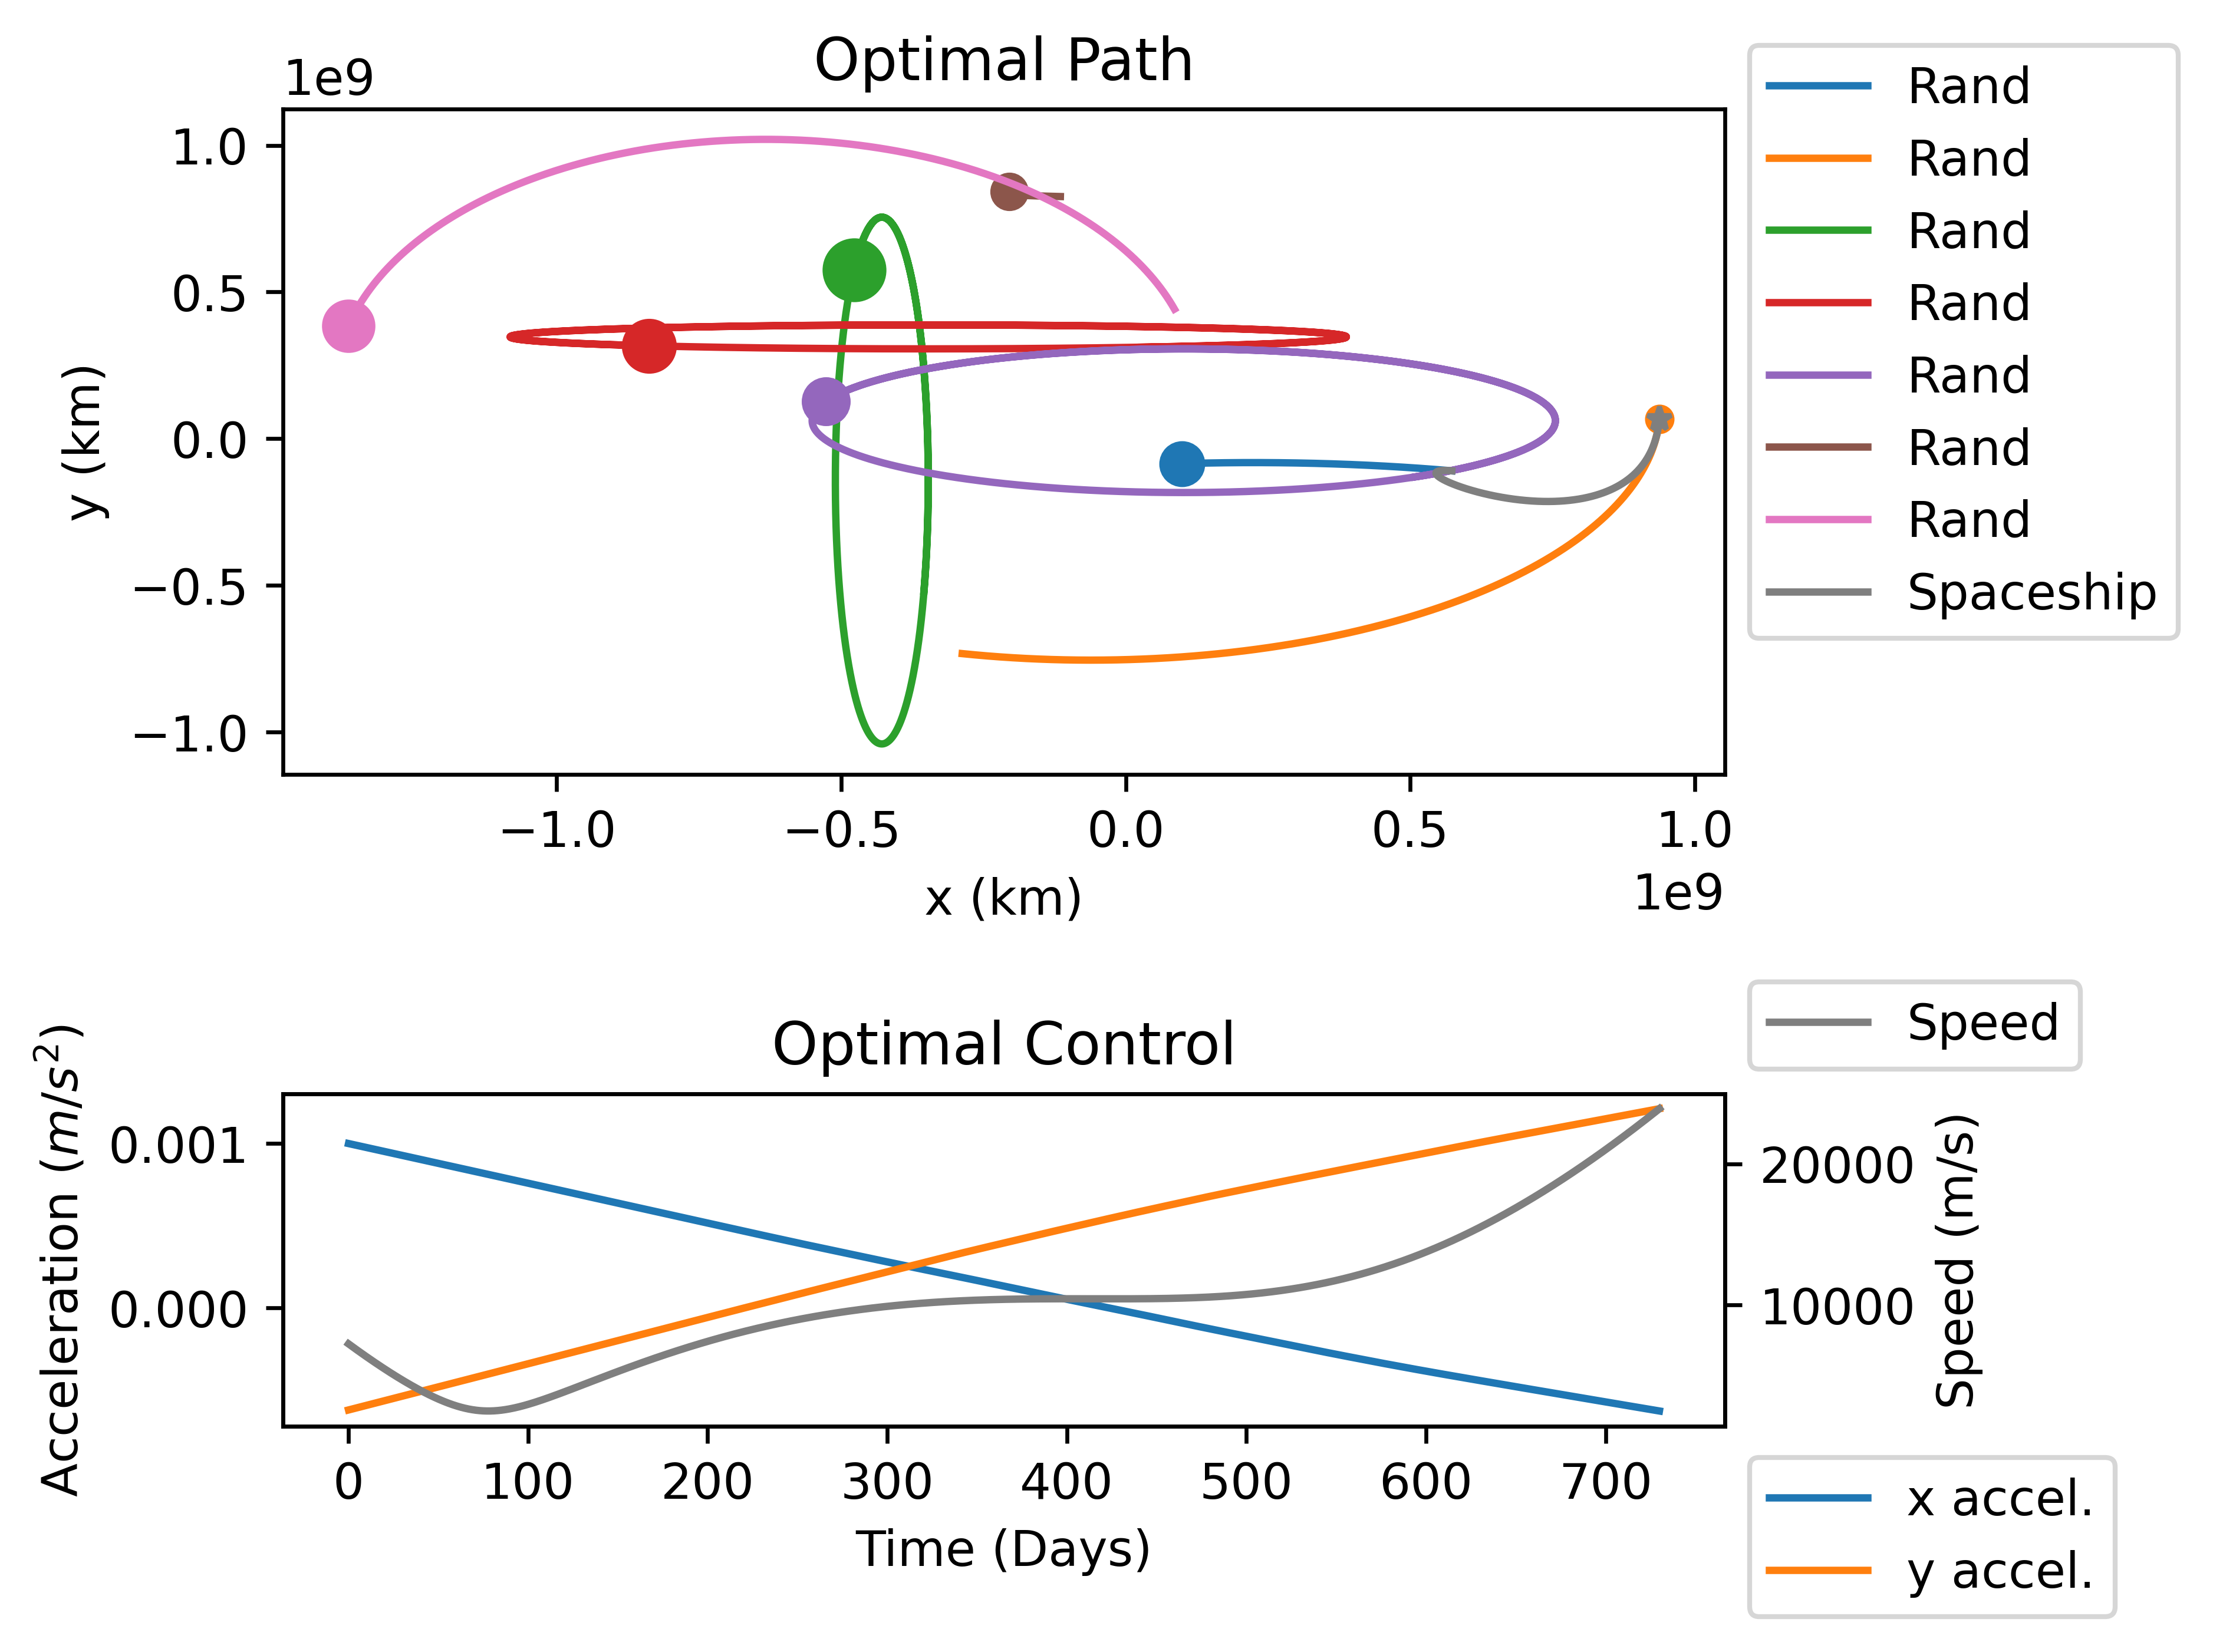 Optimal Path
1e9
1.0
0.5
0.0
−0.5
−1.0
y (km)
−1.0
−0.5
0.0
0.5
1.0
1e9
x (km)
Rand
Rand
Rand
Rand
Rand
Rand
Rand
Spaceship
Optimal Control
Speed
0.001
0.000
Acceleration (m/s²)
20000
10000
Speed (m/s)
0
100
200
300
400
500
600
700
Time (Days)
x accel.
y accel.